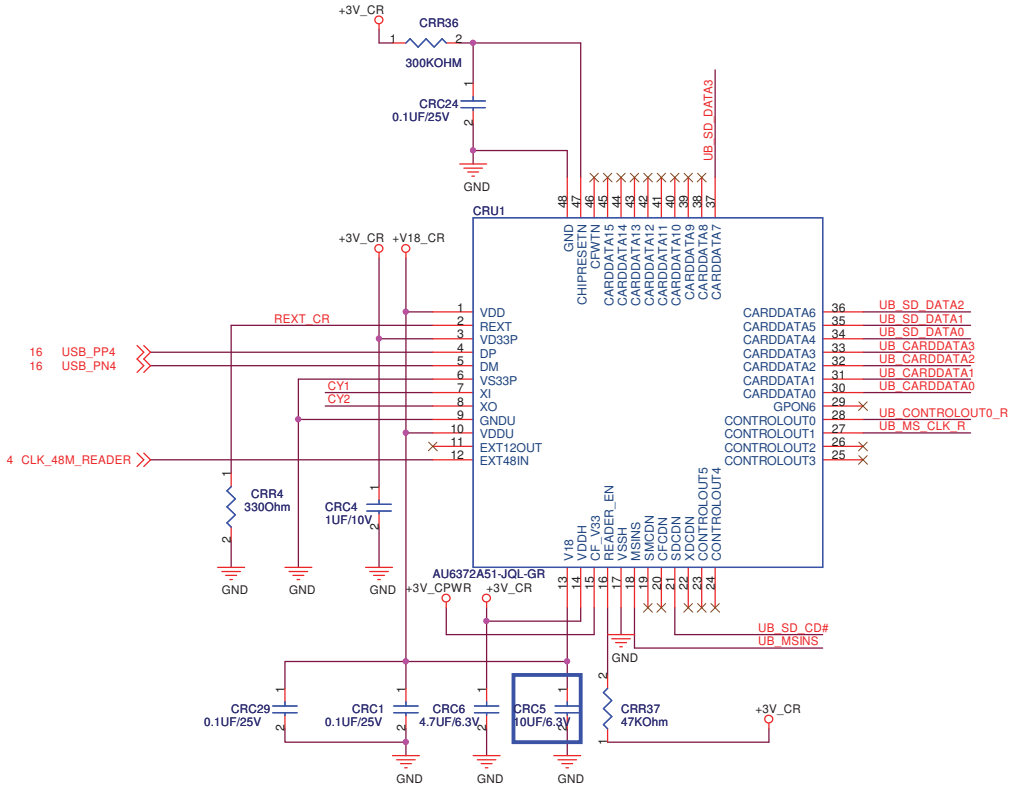 +3V_CR
CRR36
1 2
300KOHM
1
CRC24
0.1UF/25V
2
GND
UB_SD_DATA3
48 47 46 45 44 43 42 41 40 39 38 37
CRU1
GND
CHIPRESETN
CFWTN
CARDDATA15
CARDDATA14
CARDDATA13
CARDDATA12
CARDDATA11
CARDDATA10
CARDDATA9
CARDDATA8
CARDDATA7
+3V_CR +V18_CR
REXT_CR
16 USB_PP4
16 USB_PN4
CY1
CY2
4 CLK_48M_READER
1 VDD
2 REXT
3 VD33P
4 DP
5 DM
6 VS33P
7 XI
8 XO
9 GNDU
10 VDDU
11 EXT12OUT
12 EXT48IN
CARDDATA6 36 UB_SD_DATA2
CARDDATA5 35 UB_SD_DATA1
CARDDATA4 34 UB_SD_DATA0
CARDDATA3 33 UB_CARDDATA3
CARDDATA2 32 UB_CARDDATA2
CARDDATA1 31 UB_CARDDATA1
CARDDATA0 30 UB_CARDDATA0
GPON6 29
CONTROLOUT0 28 UB_CONTROLOUT0_R
CONTROLOUT1 27 UB_MS_CLK_R
CONTROLOUT2 26
CONTROLOUT3 25
1
CRR4
330Ohm
2
GND
GND
1
CRC4
1UF/10V
2
GND
V18
VDDH
CF_V33
READER_EN
VSSH
MSINS
SMCDN
CFCDN
SDCDN
XDCDN
CONTROLOUT5
CONTROLOUT4
AU6372A51-JQL-GR
13 14 15 16 17 18 19 20 21 22 23 24
+3V_CPWR +3V_CR
UB_SD_CD#
UB_MSINS
GND
1
CRC29
0.1UF/25V
2
1
CRC1
0.1UF/25V
2
GND
1
CRC6
4.7UF/6.3V
2
GND
1
CRC5
10UF/6.3V
2
GND
2
CRR37
47KOhm
1
+3V_CR